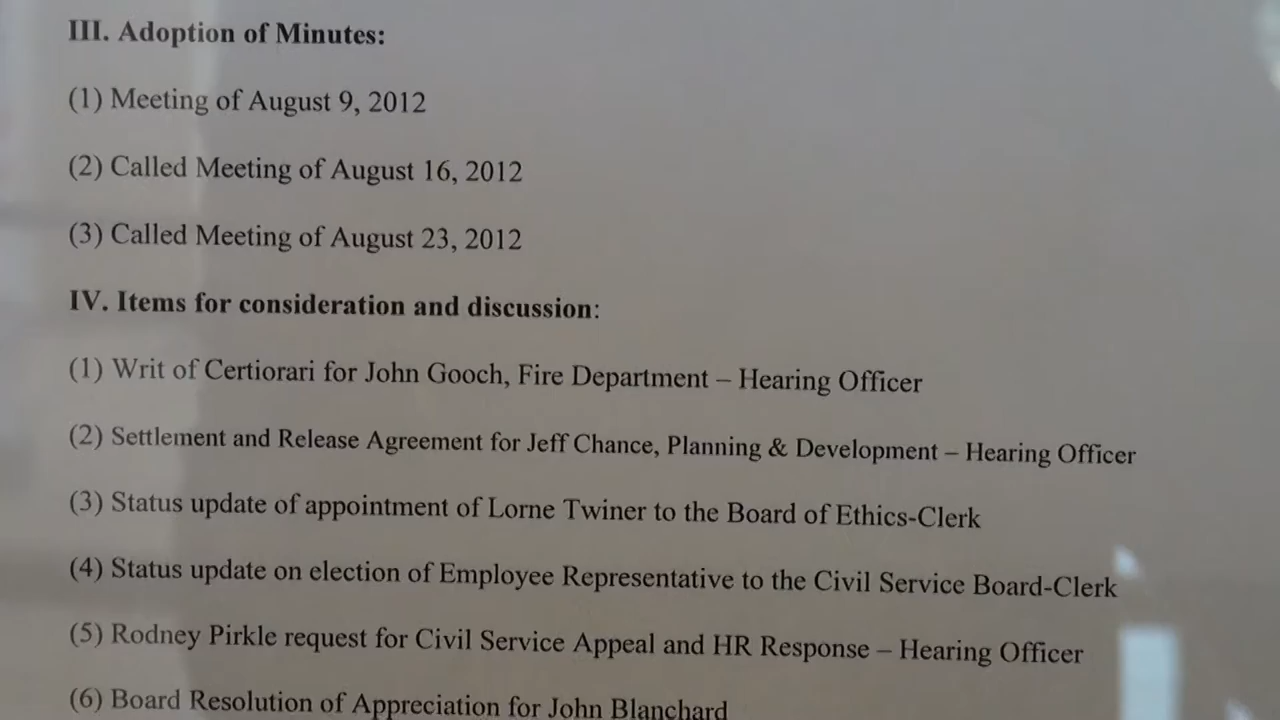 III. Adoption of Minutes:
(1) Meeting of August 9, 2012
(2) Called Meeting of August 16, 2012
(3) Called Meeting of August 23, 2012
IV. Items for consideration and discussion:
(1) Writ of Certiorari for John Gooch, Fire Department – Hearing Officer
(2) Settlement and Release Agreement for Jeff Chance, Planning & Development – Hearing Officer
(3) Status update of appointment of Lorne Twiner to the Board of Ethics-Clerk
(4) Status update on election of Employee Representative to the Civil Service Board-Clerk
(5) Rodney Pirkle request for Civil Service Appeal and HR Response – Hearing Officer
(6) Board Resolution of Appreciation for John Blanchard